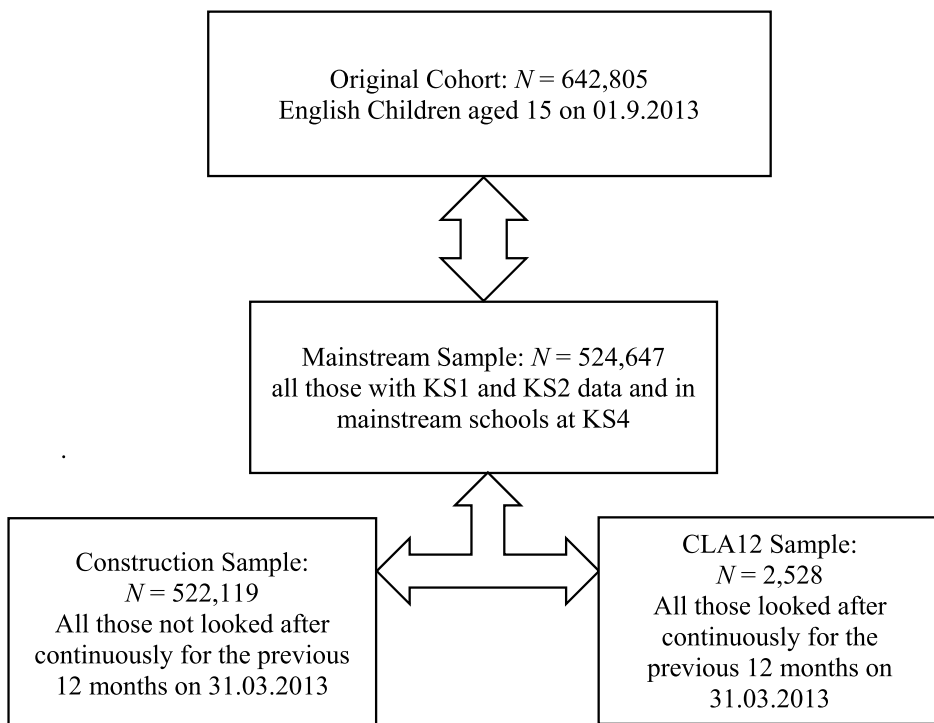 Original Cohort: N = 642,805
English Children aged 15 on 01.9.2013
Mainstream Sample: N = 524,647
all those with KS1 and KS2 data and in
mainstream schools at KS4
.
Construction Sample:
N = 522,119
All those not looked after
continuously for the previous
12 months on 31.03.2013
CLA12 Sample:
N = 2,528
All those looked after
continuously for the
previous 12 months on
31.03.2013